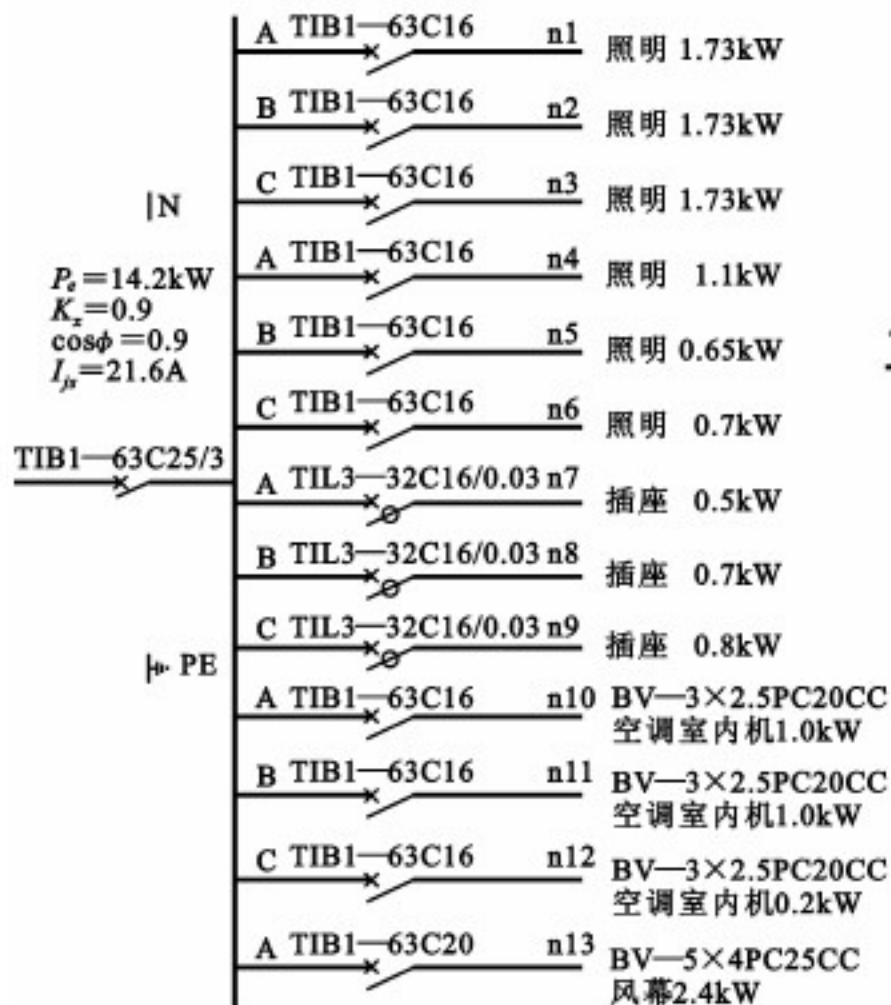 A TIB1—63C16 n1 照明 1.73kW
B TIB1—63C16 n2 照明 1.73kW
C TIB1—63C16 n3 照明 1.73kW
|N
A TIB1—63C16 n4 照明 1.1kW
Pe=14.2kW
Kx=0.9
cosϕ=0.9
Ijs=21.6A
B TIB1—63C16 n5 照明 0.65kW
C TIB1—63C16 n6 照明 0.7kW
TIB1—63C25/3
A TIL3—32C16/0.03 n7 插座 0.5kW
B TIL3—32C16/0.03 n8 插座 0.7kW
C TIL3—32C16/0.03 n9 插座 0.8kW
PE
A TIB1—63C16 n10 BV—3×2.5PC20CC
空调室内机1.0kW
B TIB1—63C16 n11 BV—3×2.5PC20CC
空调室内机1.0kW
C TIB1—63C16 n12 BV—3×2.5PC20CC
空调室内机0.2kW
A TIB1—63C20 n13 BV—5×4PC25CC
风幕2.4kW